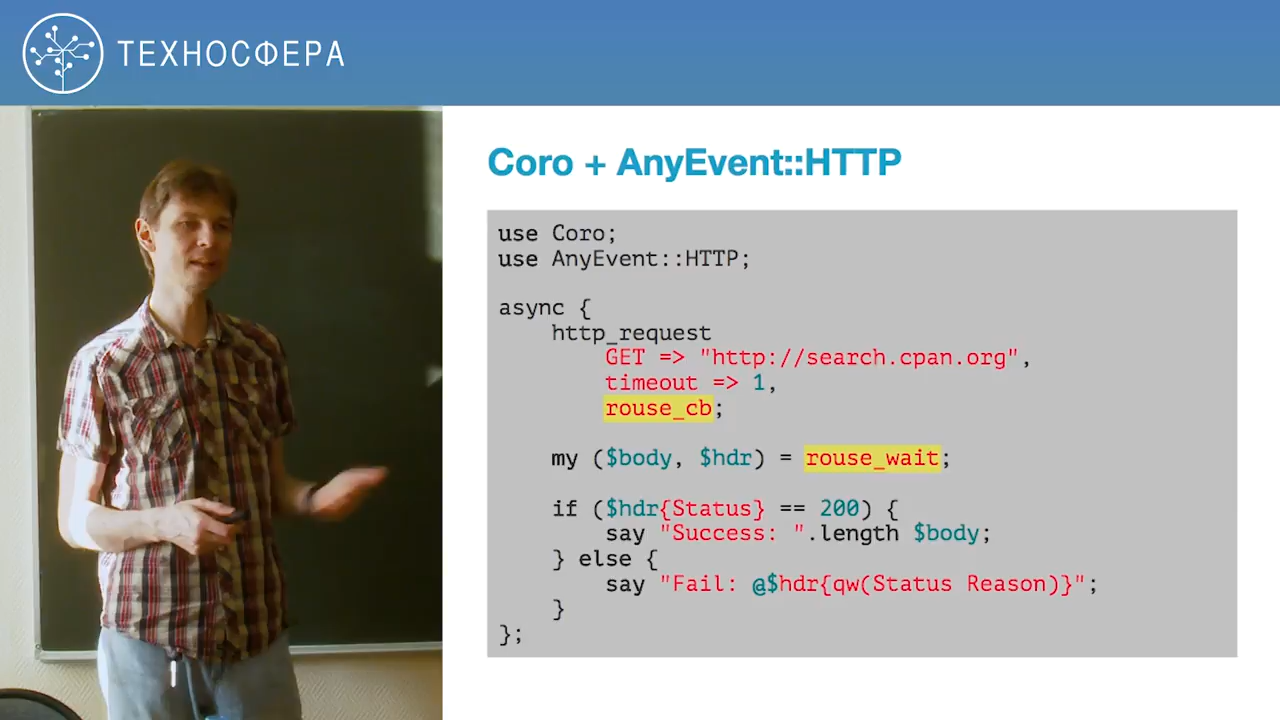 ТЕХНОСФЕРА
Coro + AnyEvent::HTTP
use Coro;
use AnyEvent::HTTP;
async {
    http_request
        GET => "http://search.cpan.org",
        timeout => 1,
        rouse_cb;
    my ($body, $hdr) = rouse_wait;
    if ($hdr{Status} == 200) {
        say "Success: ".length $body;
    } else {
        say "Fail: @$hdr{qw(Status Reason)}";
    }
};